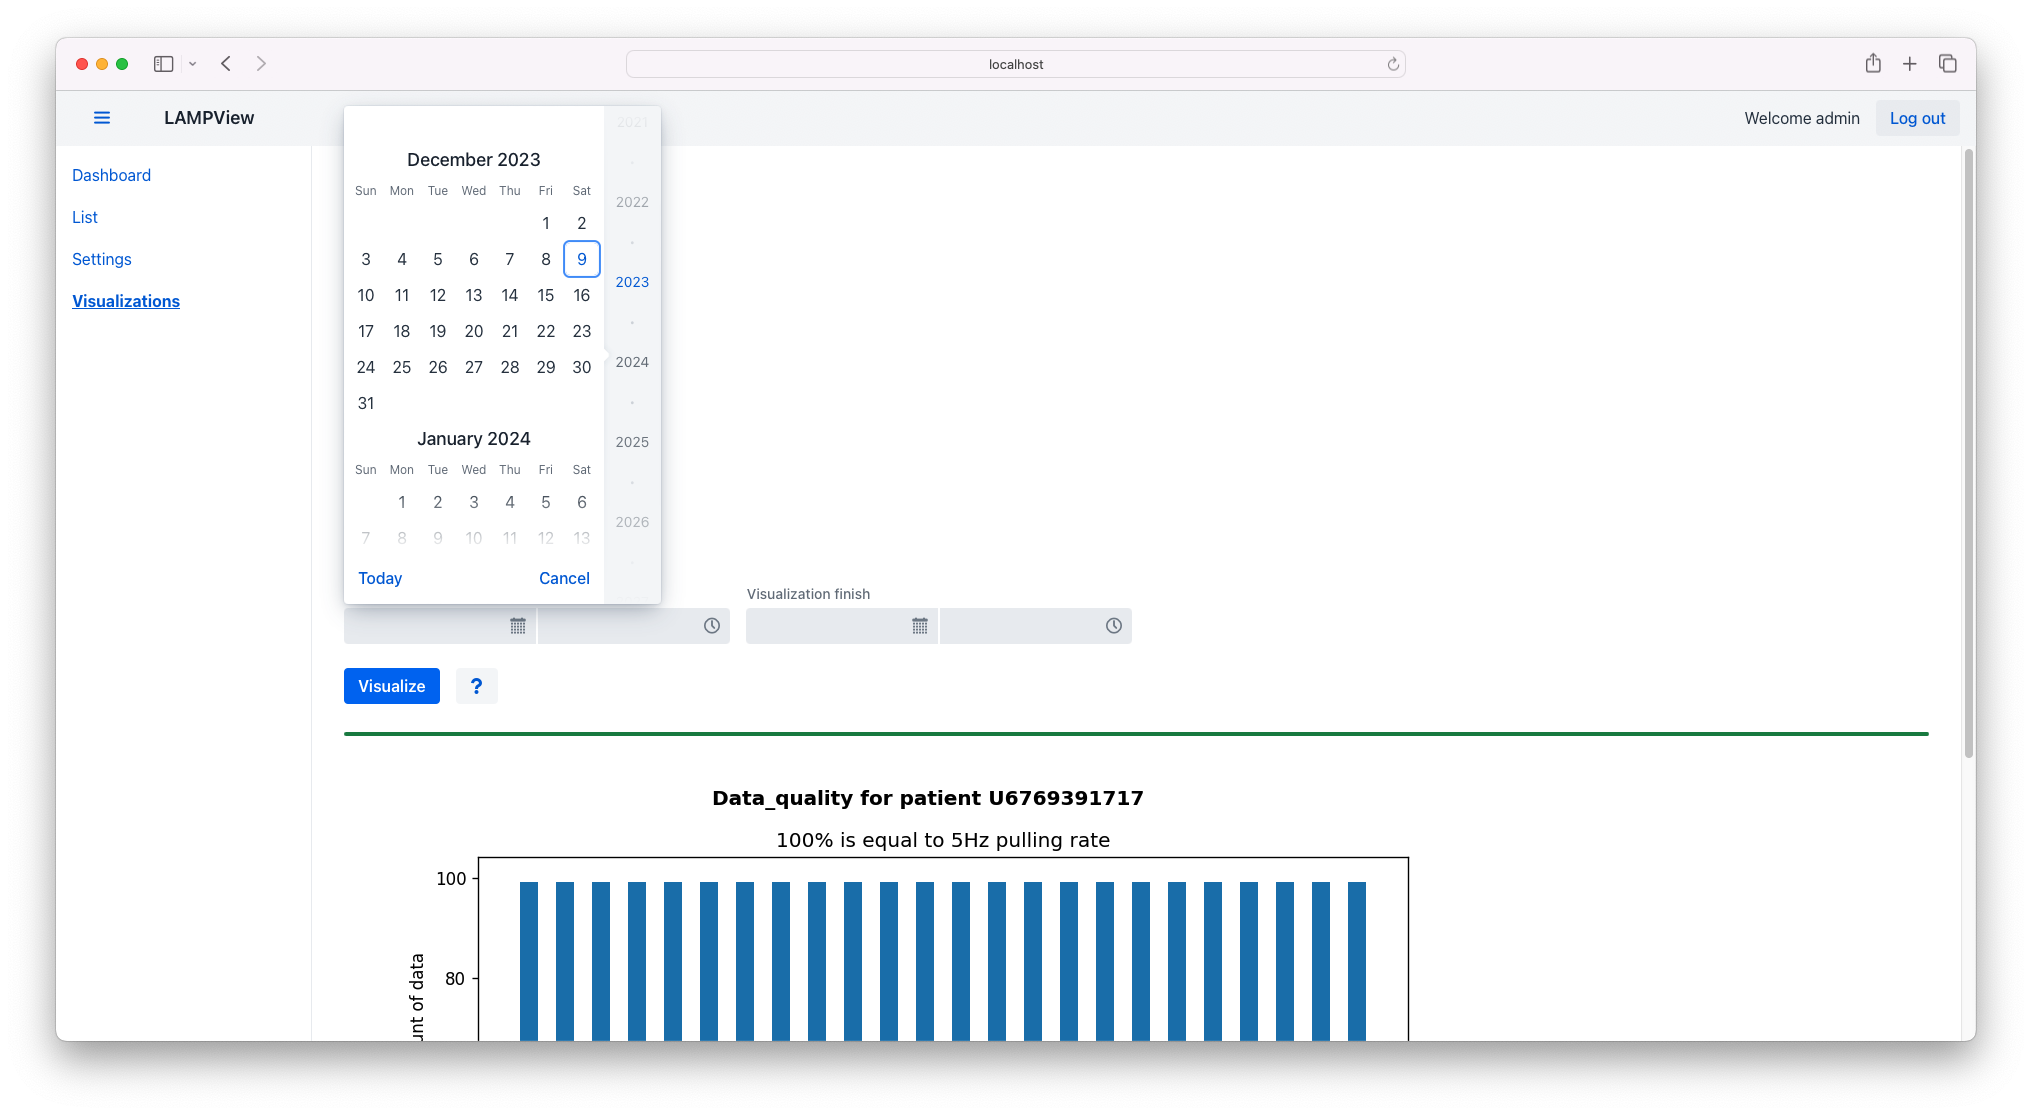 localhost
LAMPView
Welcome admin
Log out
Dashboard
List
Settings
Visualizations
December 2023
Sun Mon Tue Wed Thu Fri Sat
1 2
3 4 5 6 7 8 9
10 11 12 13 14 15 16
17 18 19 20 21 22 23
24 25 26 27 28 29 30
31
January 2024
Sun Mon Tue Wed Thu Fri Sat
1 2 3 4 5 6
7 8 9 10 11 12 13
Today
Cancel
2021
2022
2023
2024
2025
2026
Visualization finish
Visualize
?
Data_quality for patient U6769391717
100% is equal to 5Hz pulling rate
100
80
of data